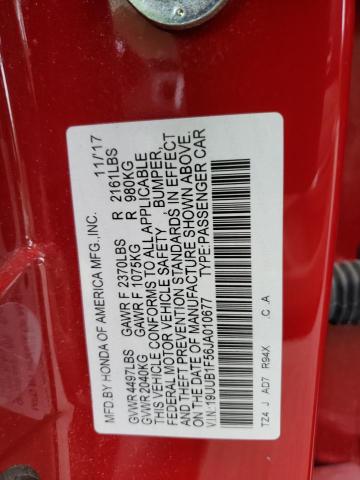 MFD.BY HONDA OF AMERICA MFG.,INC. 11/17
GVWR 4497LBS GAWR F 2370LBS R 2161LBS
GVWR 2040KG GAWR F 1075KG R 980KG
THIS VEHICLE CONFORMS TO ALL APPLICABLE
FEDERAL MOTOR VEHICLE SAFETY, BUMPER,
AND THEFT PREVENTION STANDARDS IN EFFECT
ON THE DATE OF MANUFACTURE SHOWN ABOVE.
VIN:19UUB1F56JA010677 TYPE:PASSENGER CAR
TZ4 J AD7 R94X .C .A